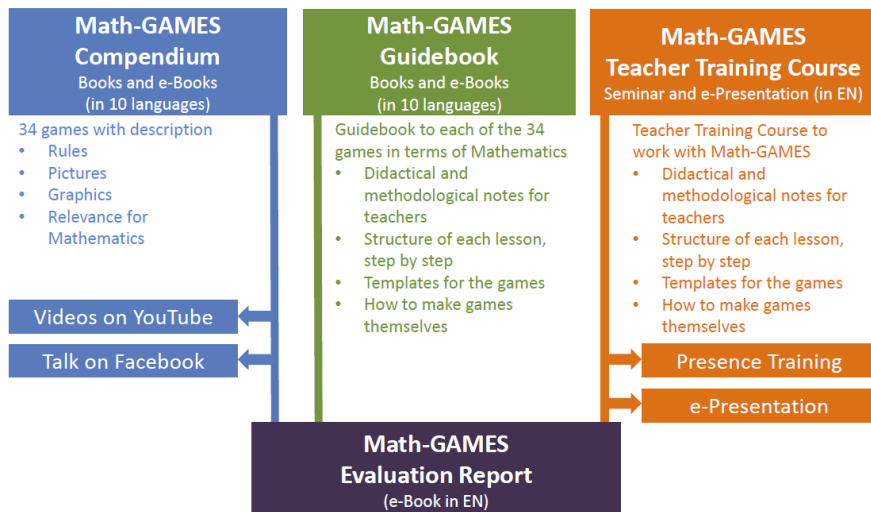 Math-GAMES
Compendium
Books and e-Books
(in 10 languages)
34 games with description
• Rules
• Pictures
• Graphics
• Relevance for
Mathematics
Videos on YouTube
Talk on Facebook
Math-GAMES
Guidebook
Books and e-Books
(in 10 languages)
Guidebook to each of the 34
games in terms of Mathematics
• Didactical and
methodological notes for
teachers
• Structure of each lesson,
step by step
• Templates for the games
• How to make games
themselves
Math-GAMES
Teacher Training Course
Seminar and e-Presentation (in EN)
Teacher Training Course to
work with Math-GAMES
• Didactical and
methodological notes for
teachers
• Structure of each lesson,
step by step
• Templates for the games
• How to make games
themselves
Presence Training
e-Presentation
Math-GAMES
Evaluation Report
(e-Book in EN)